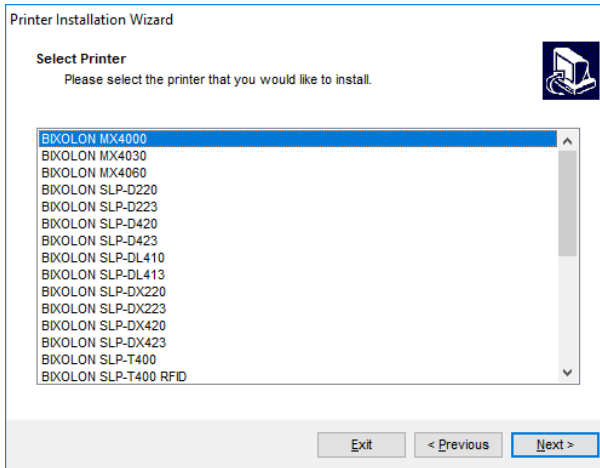 Printer Installation Wizard
Select Printer
Please select the printer that you would like to install.
BIXOLON MX4000
BIXOLON MX4030
BIXOLON MX4060
BIXOLON SLP-D220
BIXOLON SLP-D223
BIXOLON SLP-D420
BIXOLON SLP-D423
BIXOLON SLP-DL410
BIXOLON SLP-DL413
BIXOLON SLP-DX220
BIXOLON SLP-DX223
BIXOLON SLP-DX420
BIXOLON SLP-DX423
BIXOLON SLP-T400
BIXOLON SLP-T400 RFID
Exit < Previous Next >